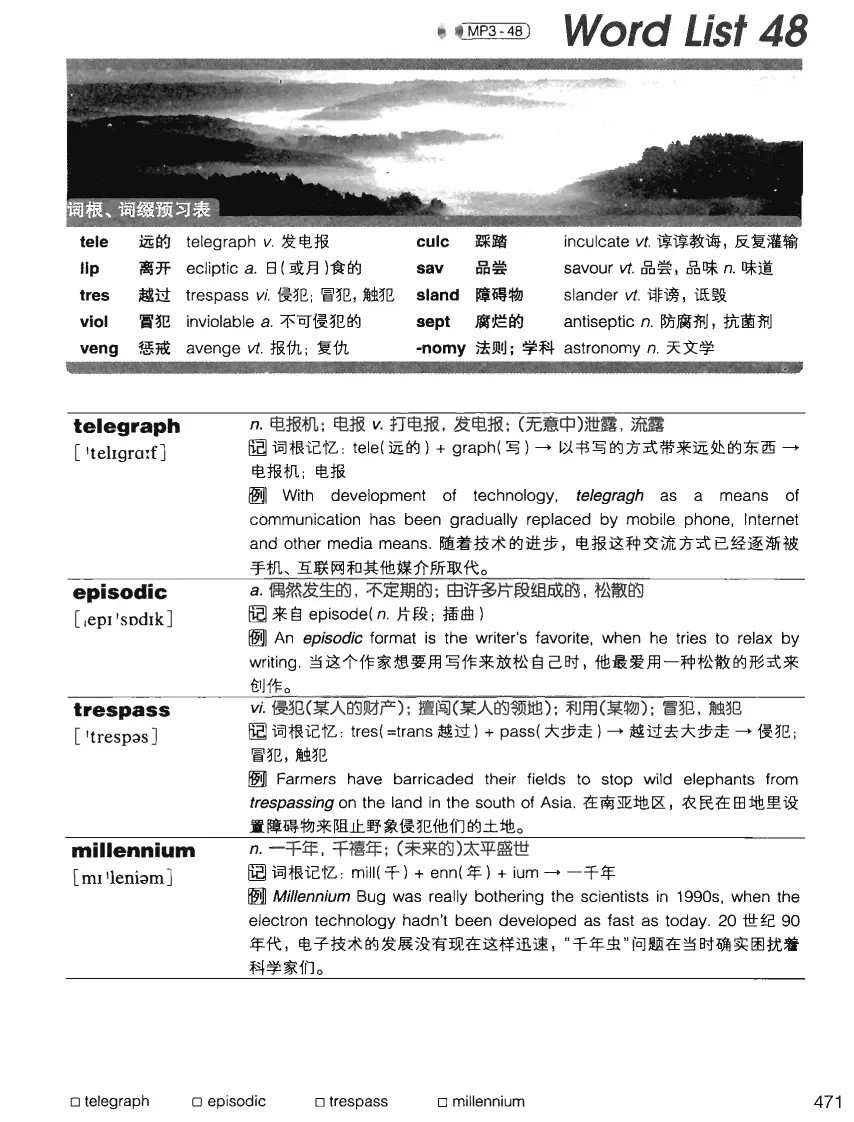 MP3-48 Word List 48
词根、词缀预习表
tele 远的 telegraph v. 发电报 culc 踩踏 inculcate vt. 谆谆教诲，反复灌输
lip 离开 ecliptic a. 日(或月)食的 sav 品尝 savour vt. 品尝，品味 n. 味道
tres 越过 trespass vi. 侵犯；冒犯，触犯 sland 障碍物 slander vt. 诽谤，诋毁
viol 冒犯 inviolable a. 不可侵犯的 sept 腐烂的 antiseptic n. 防腐剂，抗菌剂
veng 惩戒 avenge vt. 报仇；复仇 -nomy 法则；学科 astronomy n. 天文学
telegraph n. 电报机；电报 v. 打电报，发电报；(无意中)泄露，流露
[ˈtelɪɡrɑːf] 记 词根记忆：tele(远的) + graph(写) → 以书写的方式带来远处的东西 →
电报机；电报
例 With development of technology, telegragh as a means of
communication has been gradually replaced by mobile phone, Internet
and other media means. 随着技术的进步，电报这种交流方式已经逐渐被
手机、互联网和其他媒介所取代。
episodic a. 偶然发生的，不定期的；由许多片段组成的，松散的
[ˌepɪˈsɒdɪk] 记 来自 episode(n. 片段；插曲)
例 An episodic format is the writer's favorite, when he tries to relax by
writing. 当这个作家想要用写作来放松自己时，他最爱用一种松散的形式来
创作。
trespass vi. 侵犯(某人的财产)；擅闯(某人的领地)；利用(某物)；冒犯，触犯
[ˈtrespəs] 记 词根记忆：tres(=trans 越过) + pass(大步走) → 越过去大步走 → 侵犯；
冒犯，触犯
例 Farmers have barricaded their fields to stop wild elephants from
trespassing on the land in the south of Asia. 在南亚地区，农民在田地里设
置障碍物来阻止野象侵犯他们的土地。
millennium n. 一千年，千禧年；(未来的)太平盛世
[mɪˈleniəm] 记 词根记忆：mill(千) + enn(年) + ium → 一千年
例 Millennium Bug was really bothering the scientists in 1990s, when the
electron technology hadn't been developed as fast as today. 20 世纪 90
年代，电子技术的发展没有现在这样迅速，"千年虫"问题在当时确实困扰着
科学家们。
□ telegraph □ episodic □ trespass □ millennium 471